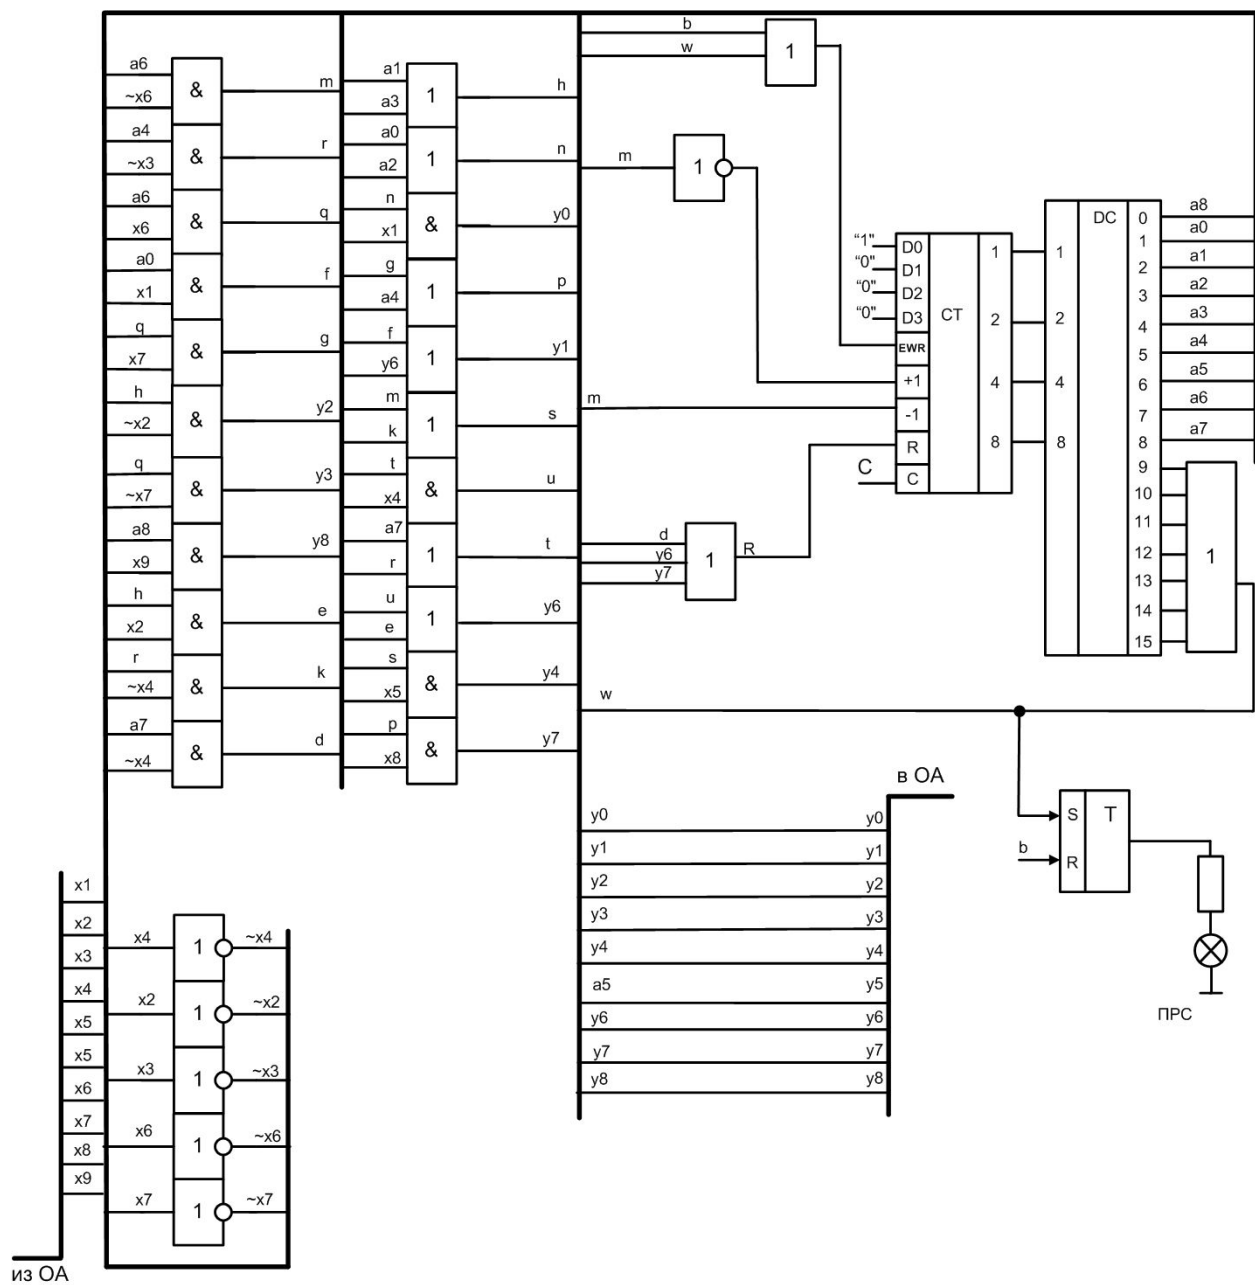 a6
~x6
&
m
a4
~x3
&
r
a6
x6
&
q
a0
x1
&
f
q
x7
&
g
h
~x2
&
y2
q
~x7
&
y3
a8
x9
&
y8
h
x2
&
e
r
~x4
&
k
a7
~x4
&
d
a1
a3
1
h
a0
a2
1
n
n
x1
&
y0
g
a4
1
p
f
y6
1
y1
m
k
1
s
t
x4
&
u
a7
r
1
t
u
e
1
y6
s
x5
&
y4
p
x8
&
y7
b
w
1
m
1
m
d
y6
y7
1
R
"1"
"0"
"0"
"0"
C
D0
D1
D2
D3
EWR
+1
-1
R
C
CT
1
2
4
8
1
2
4
8
DC
0
1
2
3
4
5
6
7
8
9
10
11
12
13
14
15
a8
a0
a1
a2
a3
a4
a5
a6
a7
1
w
S
b
R
T
ПРС
в ОА
y0 y0
y1 y1
y2 y2
y3 y3
y4 y4
a5 y5
y6 y6
y7 y7
y8 y8
x1
x2
x3
x4
x5
x5
x6
x7
x8
x9
из ОА
x4 1 ~x4
x2 1 ~x2
x3 1 ~x3
x6 1 ~x6
x7 1 ~x7